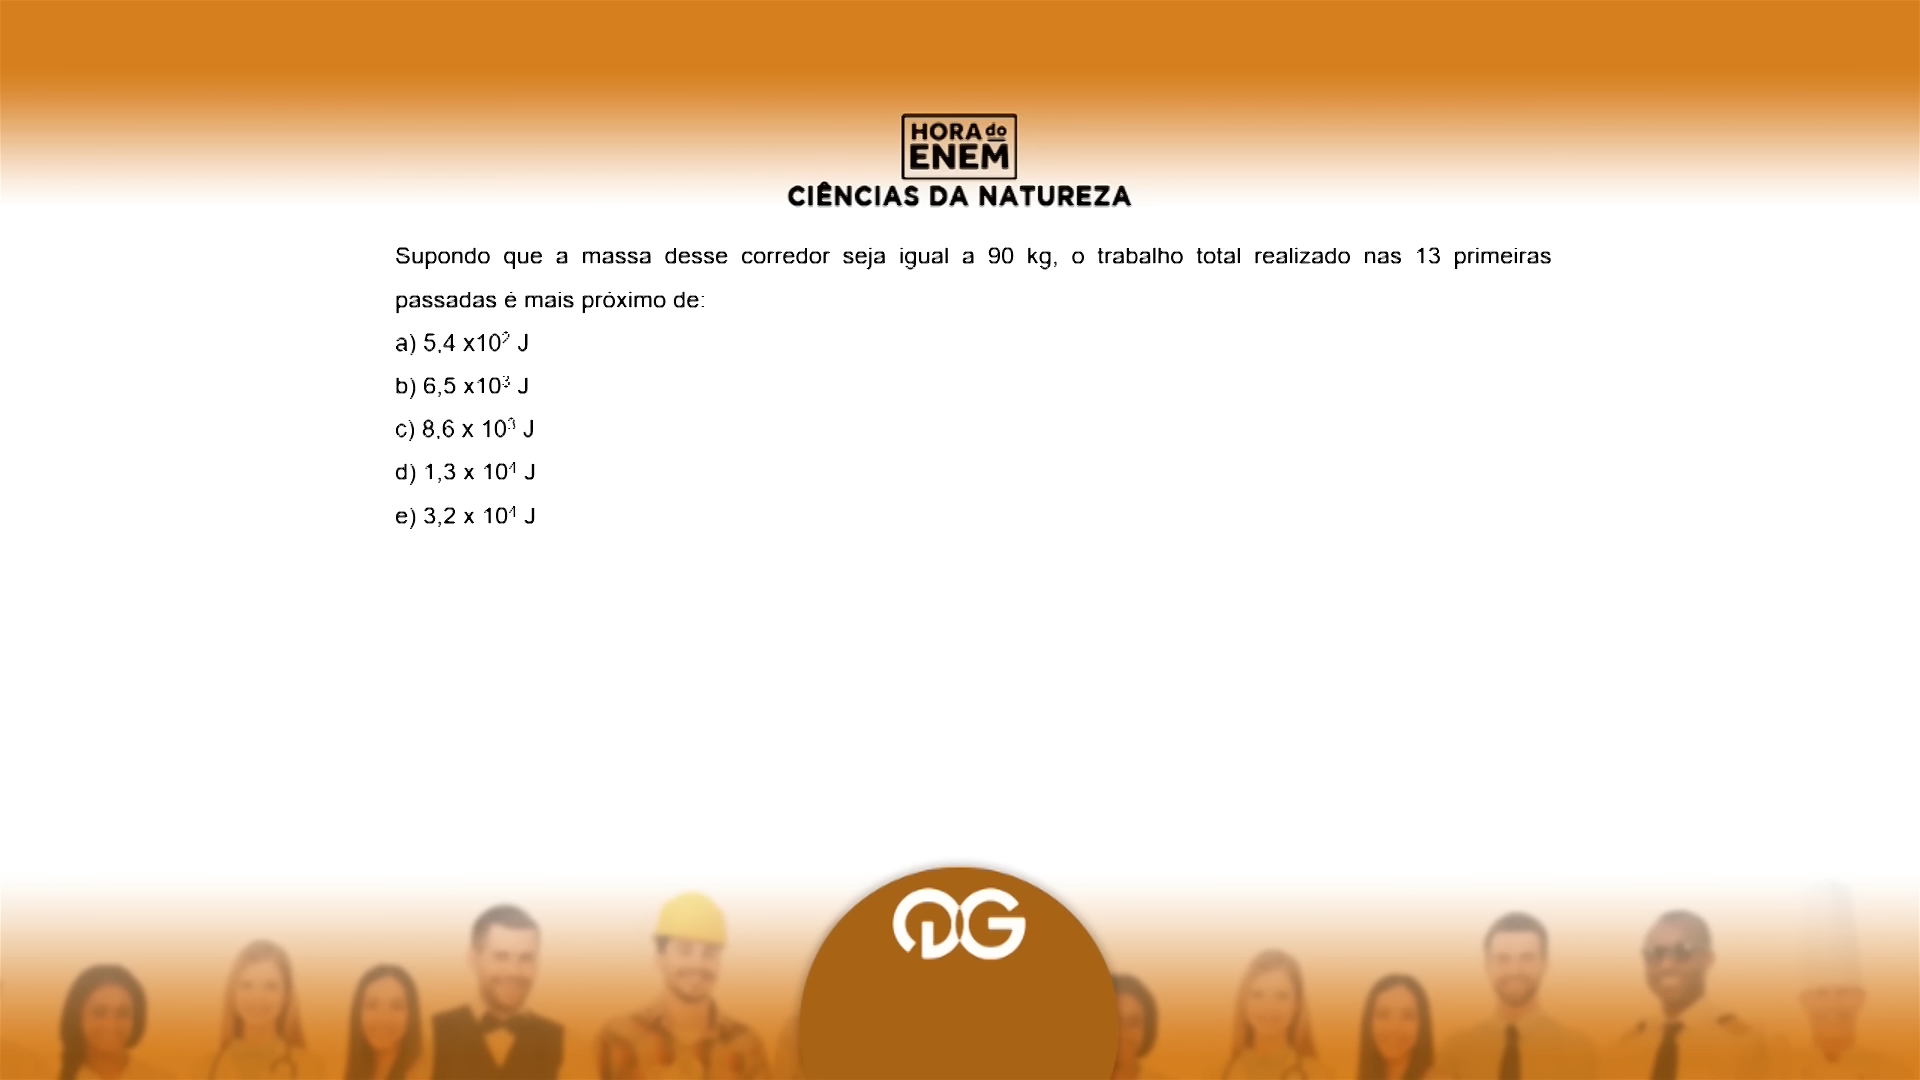 HORA do
ENEM
CIÊNCIAS DA NATUREZA
Supondo que a massa desse corredor seja igual a 90 kg, o trabalho total realizado nas 13 primeiras
passadas é mais próximo de:
a) 5,4 x10² J
b) 6,5 x10³ J
c) 8,6 x 10³ J
d) 1,3 x 10⁴ J
e) 3,2 x 10⁴ J
DG